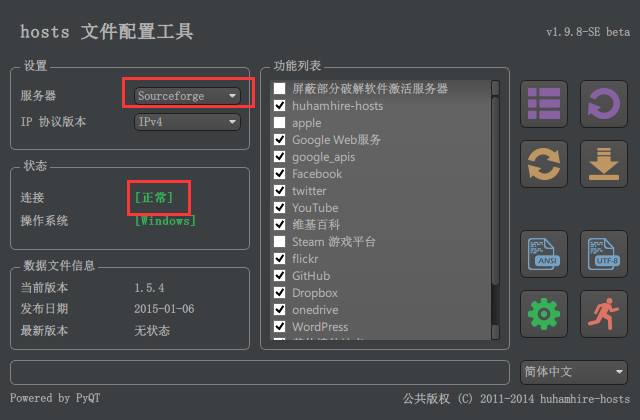 hosts 文件配置工具
v1.9.8-SE beta
设置
服务器
Sourceforge
IP 协议版本
IPv4
状态
连接
[正常]
操作系统
[Windows]
数据文件信息
当前版本
1.5.4
发布日期
2015-01-06
最新版本
无状态
功能列表
屏蔽部分破解软件激活服务器
huhamhire-hosts
apple
Google Web服务
google_apis
Facebook
twitter
YouTube
维基百科
Steam 游戏平台
flickr
GitHub
Dropbox
onedrive
WordPress
ANSI
UTF-8
简体中文
Powered by PyQT
公共版权 (C) 2011-2014 huhamhire-hosts